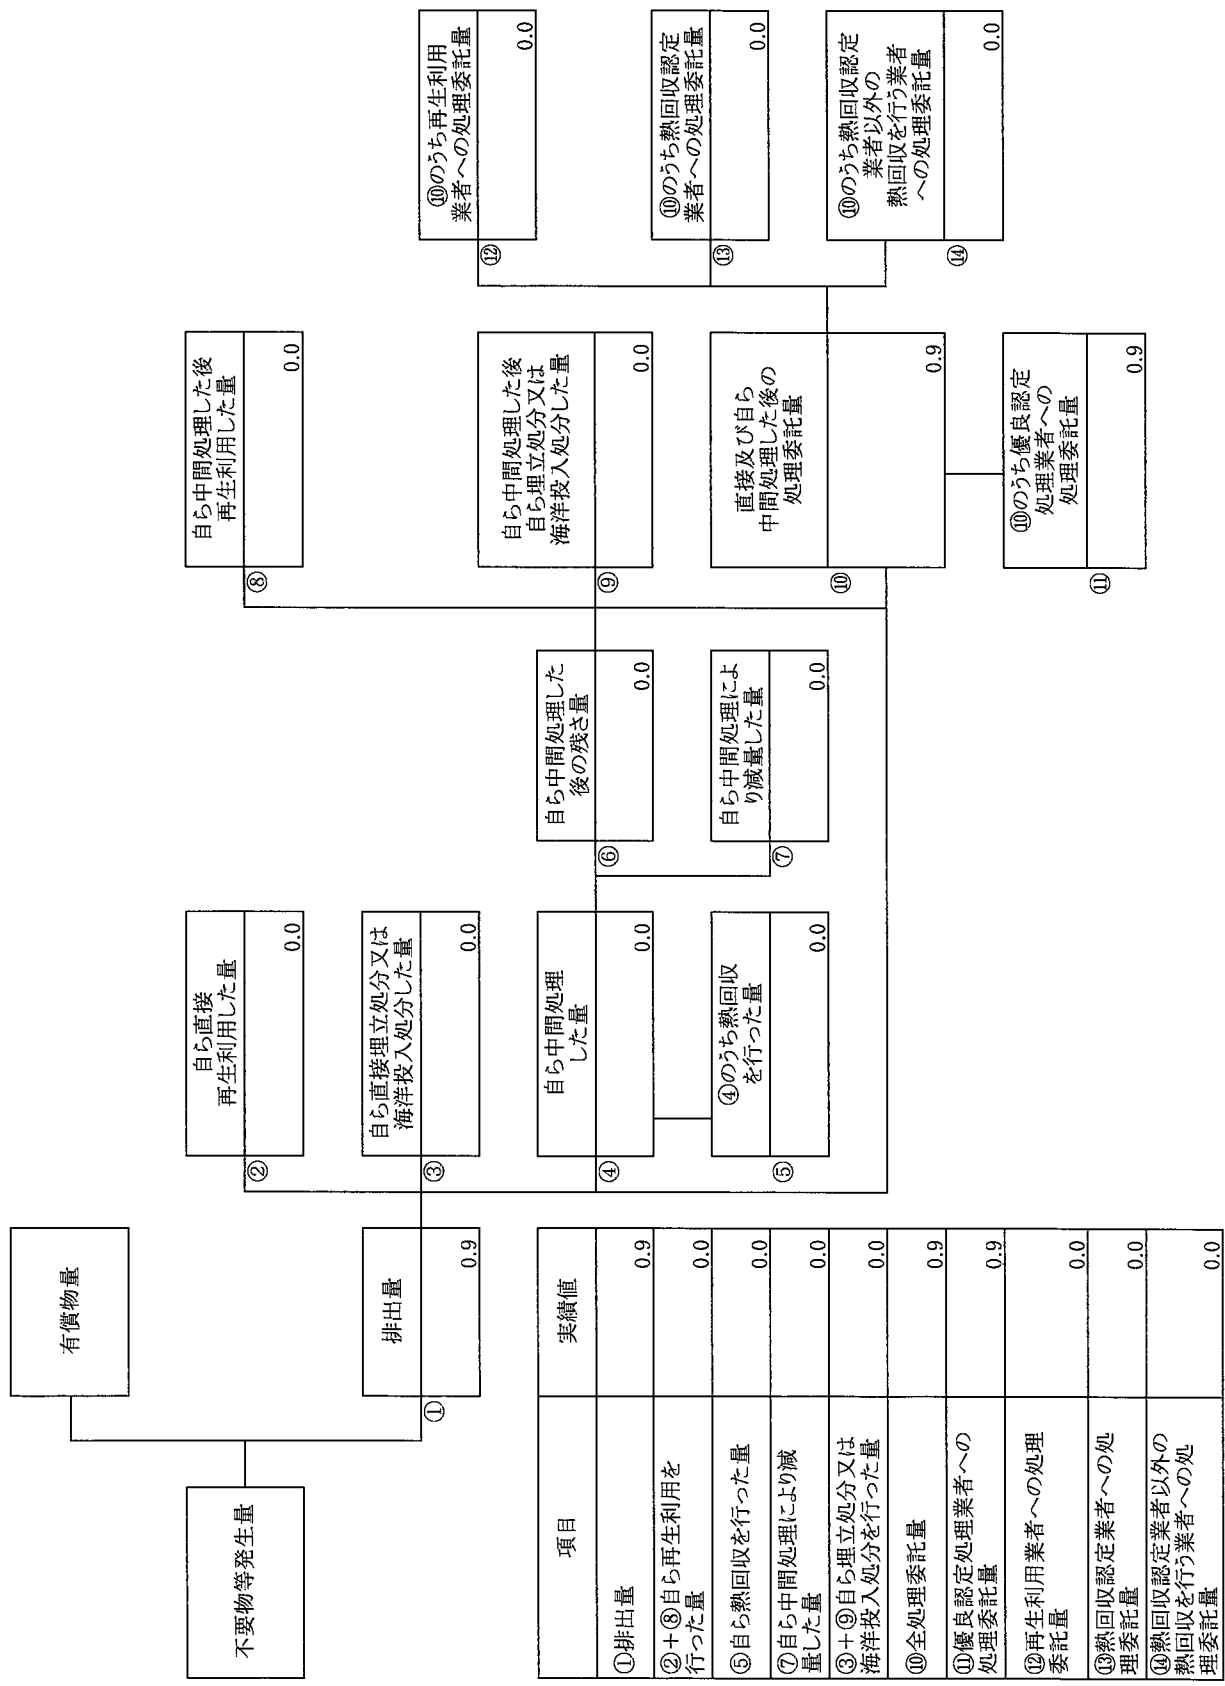 不要物等発生量
有償物量
①
排出量
0.9
②
自ら直接
再生利用した量
0.0
③
自ら直接埋立処分又は
海洋投入処分した量
0.0
④
自ら中間処理
した量
0.0
⑤
④のうち熱回収
を行った量
0.0
⑥
自ら中間処理した
後の残さ量
0.0
⑦
自ら中間処理によ
り減量した量
0.0
⑧
自ら中間処理した後
再生利用した量
0.0
⑨
自ら中間処理した後
自ら埋立処分又は
海洋投入処分した量
0.0
⑩
直接及び自ら
中間処理した後の
処理委託量
0.9
⑪
⑩のうち優良認定
処理業者への
処理委託量
0.9
⑫
⑩のうち再生利用
業者への処理委託量
0.0
⑬
⑩のうち熱回収認定
業者への処理委託量
0.0
⑭
⑩のうち熱回収認定
業者以外の
熱回収を行う業者
への処理委託量
0.0
項目 実績値
①排出量 0.9
②+⑧自ら再生利用を
行った量 0.0
⑤自ら熱回収を行った量 0.0
⑦自ら中間処理により減
量した量 0.0
③+⑨自ら埋立処分又は
海洋投入処分を行った量 0.0
⑩全処理委託量 0.9
⑪優良認定処理業者への
処理委託量 0.9
⑫再生利用業者への処理
委託量 0.0
⑬熱回収認定業者への処
理委託量 0.0
⑭熱回収認定業者以外の
熱回収を行う業者への処
理委託量 0.0